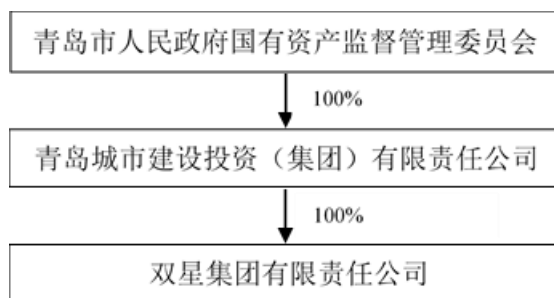 青岛市人民政府国有资产监督管理委员会
100%
青岛城市建设投资（集团）有限责任公司
100%
双星集团有限责任公司